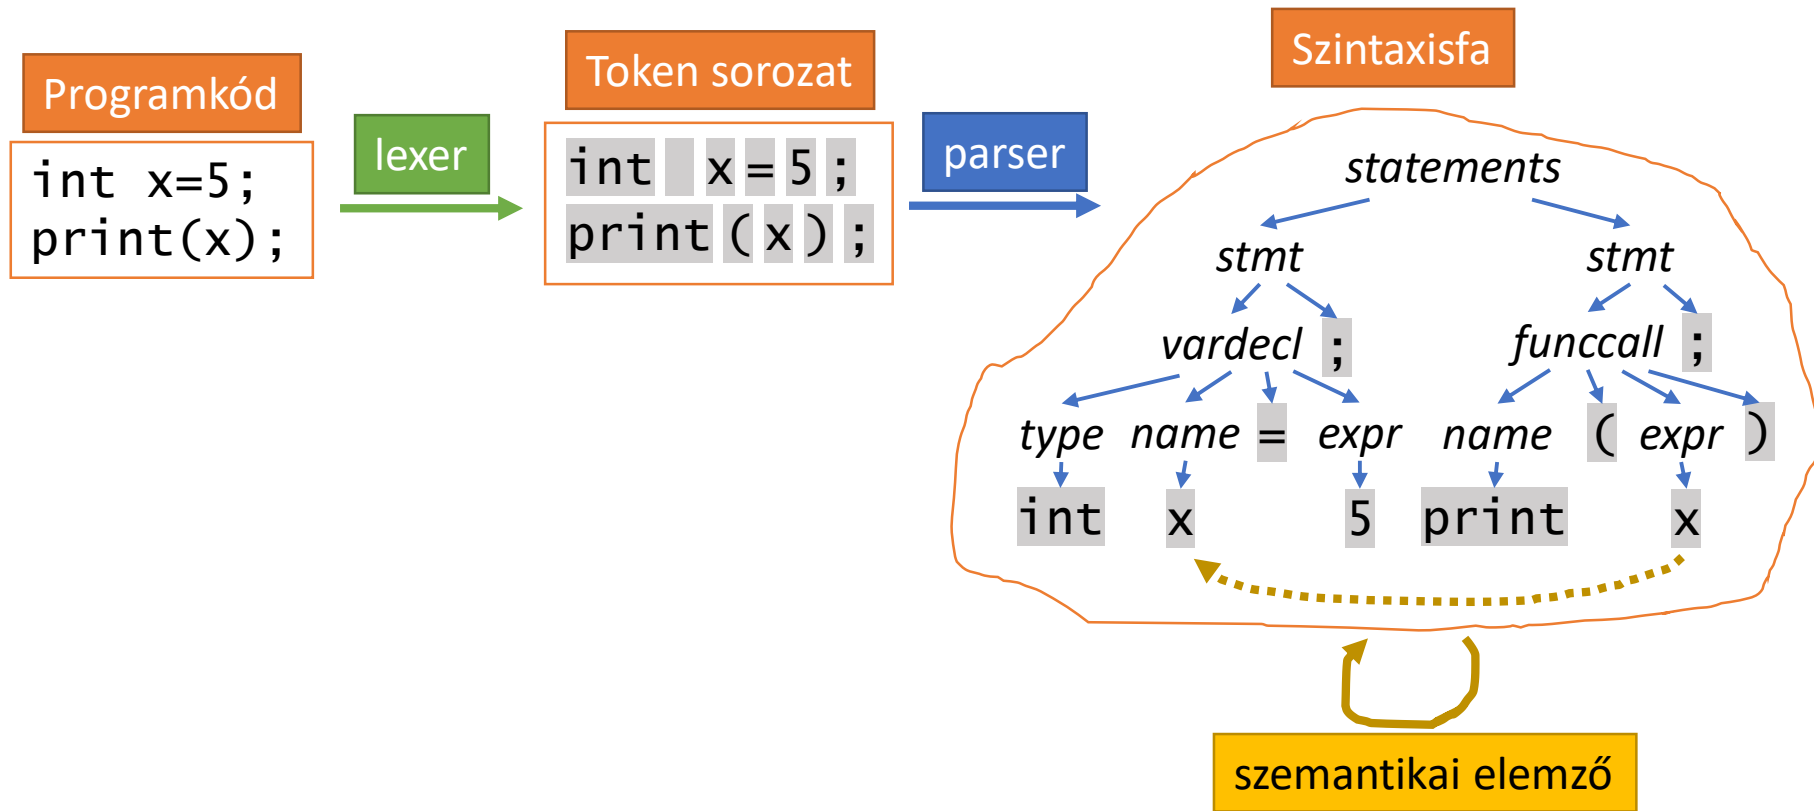 Programkód
int x=5;
print(x);
lexer
Token sorozat
int x = 5 ;
print ( x ) ;
parser
Szintaxisfa
statements
stmt stmt
vardecl ; funccall ;
type name = expr name ( expr )
int x 5 print x
szemantikai elemző